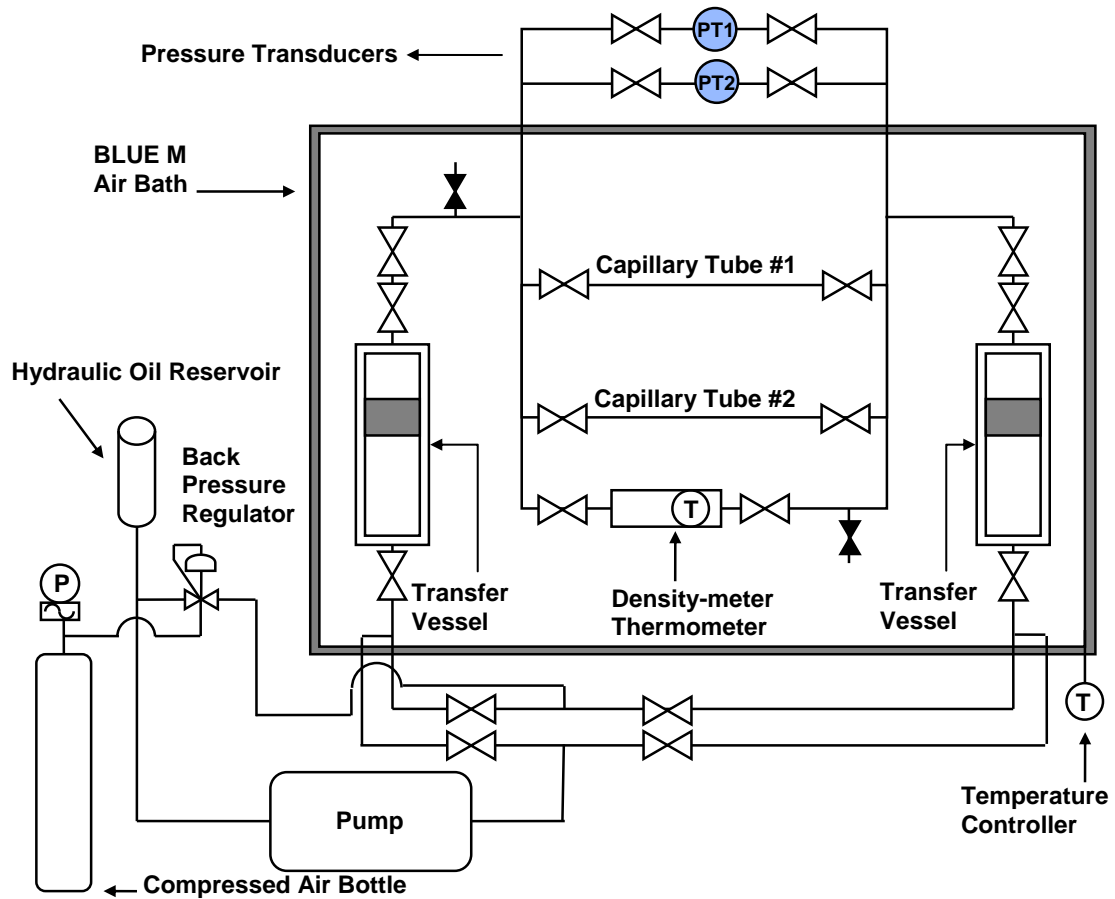 PT1
Pressure Transducers
PT2
BLUE M
Air Bath
Capillary Tube #1
Hydraulic Oil Reservoir
Capillary Tube #2
Back
Pressure
Regulator
T
P
Transfer
Vessel
Density-meter
Thermometer
Transfer
Vessel
T
Pump
Temperature
Controller
Compressed Air Bottle